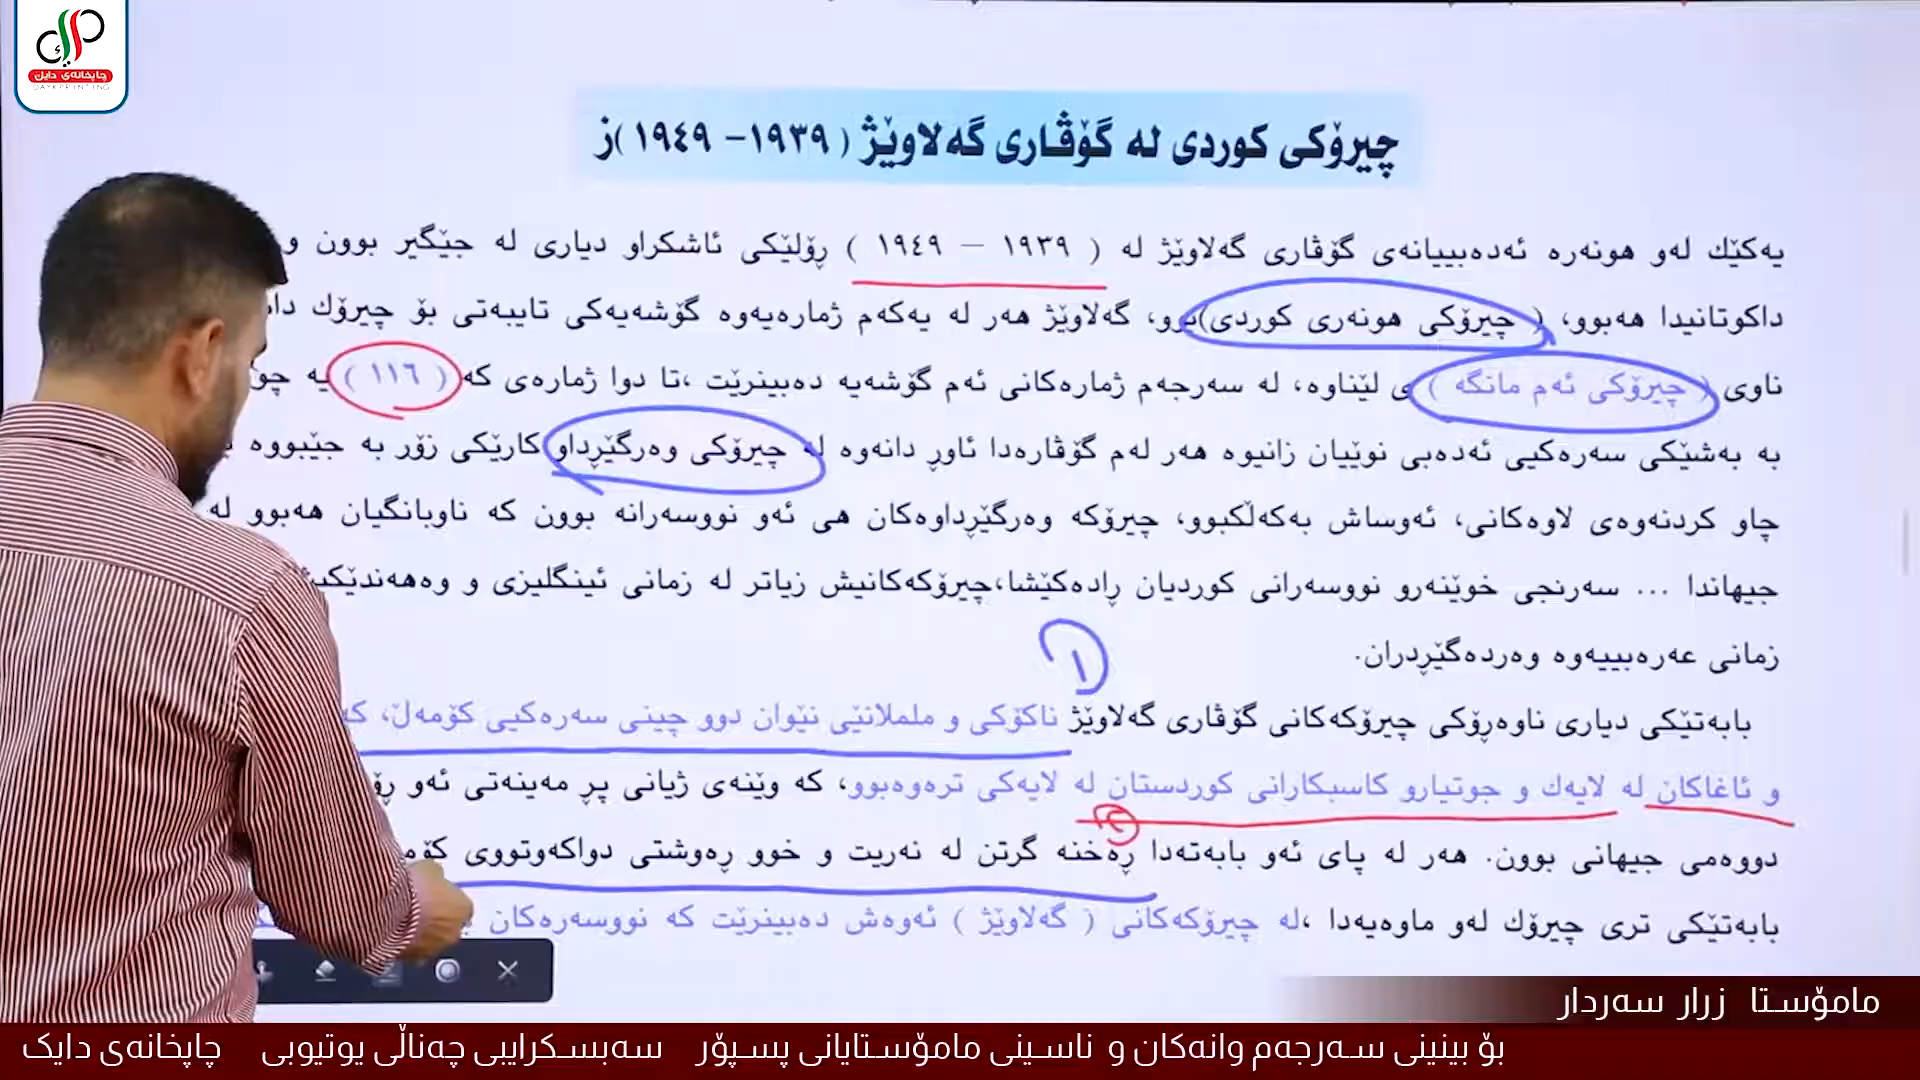 چاپخانەی دایک
DAYK PRINTING
چیرۆکی کوردی لە گۆڤاری گەلاوێژ ( ١٩٣٩- ١٩٤٩ )ز
یەکێك لەو هونەرە ئەدەبییانەی گۆڤاری گەلاوێژ لە ( ١٩٣٩ – ١٩٤٩ ) ڕۆلێکی ئاشکراو دیاری لە جێگیر بوون و
داکوتانیدا هەبوو، ( چیرۆکی هونەری کوردی)بوو، گەلاوێژ هەر لە یەکەم ژمارەیەوە گۆشەیەکی تایبەتی بۆ چیرۆك
ناوی ( چیرۆکی ئەم مانگە ) ی لێناوە، لە سەرجەم ژمارەکانی ئەم گۆشەیە دەبینرێت ،تا دوا ژمارەی کە ( ١١٦ ) یە
بە بەشێکی سەرەکیی ئەدەبی نوێیان زانیوە هەر لەم گۆڤارەدا ئاوڕ دانەوە لە چیرۆکی وەرگێڕداو کارێکی زۆر بە جێبووە
چاو کردنەوەی لاوەکانی، ئەوساش بەکەڵکبوو، چیرۆکە وەرگێڕداوەکان هی ئەو نووسەرانە بوون کە ناوبانگیان هەبوو لە
جیهاندا ... سەرنجی خوێنەرو نووسەرانی کوردیان ڕادەکێشا،چیرۆکەکانیش زیاتر لە زمانی ئینگلیزی و
زمانی عەرەبییەوە وەردەگێڕدران.
١
بابەتێکی دیاری ناوەڕۆکی چیرۆکەکانی گۆڤاری گەلاوێژ ناکۆکی و ململانێی نێوان دوو چینی سەرەکیی کۆمەڵ، کە
و ئاغاکان لە لایەك و جوتیارو کاسبکارانی کوردستان لە لایەکی ترەوەبوو، کە وێنەی ژیانی پڕ مەینەتی ئەو
دووەمی جیهانی بوون. هەر لە پای ئەو بابەتەدا ڕەخنە گرتن لە نەریت و خوو ڕەوشتی دواکەوتووی
بابەتێکی تری چیرۆك لەو ماوەیەدا ،لە چیرۆکەکانی ( گەلاوێژ ) ئەوەش دەبینرێت کە نووسەرەکان
مامۆستا زرار سەردار
بۆ بینینی سەرجەم وانەکان و ناسینی مامۆستایانی پسپۆر سەبسکرایبی چەناڵی یوتیوبی چاپخانەی دایک